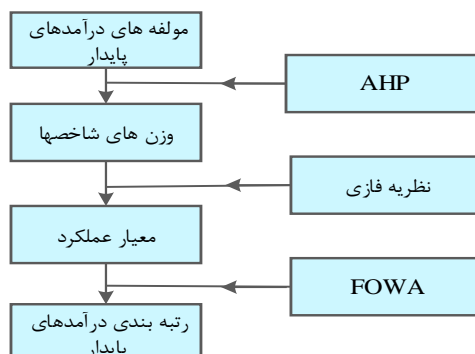 مولفه های درآمدهای
پایدار
AHP
وزن های شاخصها
نظریه فازی
معیار عملکرد
FOWA
رتبه بندی درآمدهای
پایدار